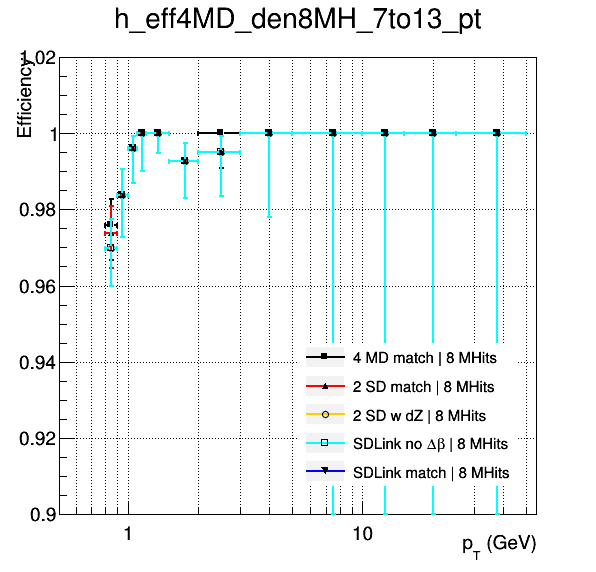 h_eff4MD_den8MH_7to13_pt
Efficiency
1.02
1
0.98
0.96
0.94
0.92
0.9
4 MD match | 8 MHits
2 SD match | 8 MHits
2 SD w dZ | 8 MHits
SDLink no Δβ | 8 MHits
SDLink match | 8 MHits
1
10
p_T (GeV)